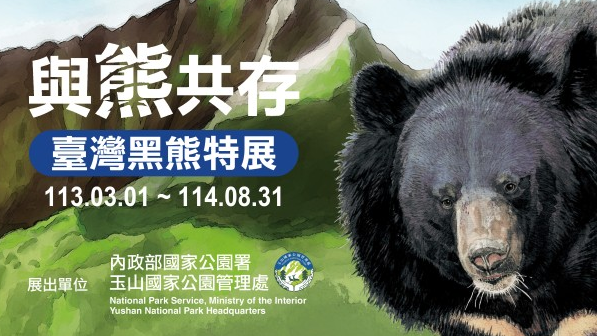 與熊共存
臺灣黑熊特展
113.03.01 ~ 114.08.31
展出單位
內政部國家公園署
玉山國家公園管理處
National Park Service, Ministry of the Interior
Yushan National Park Headquarters